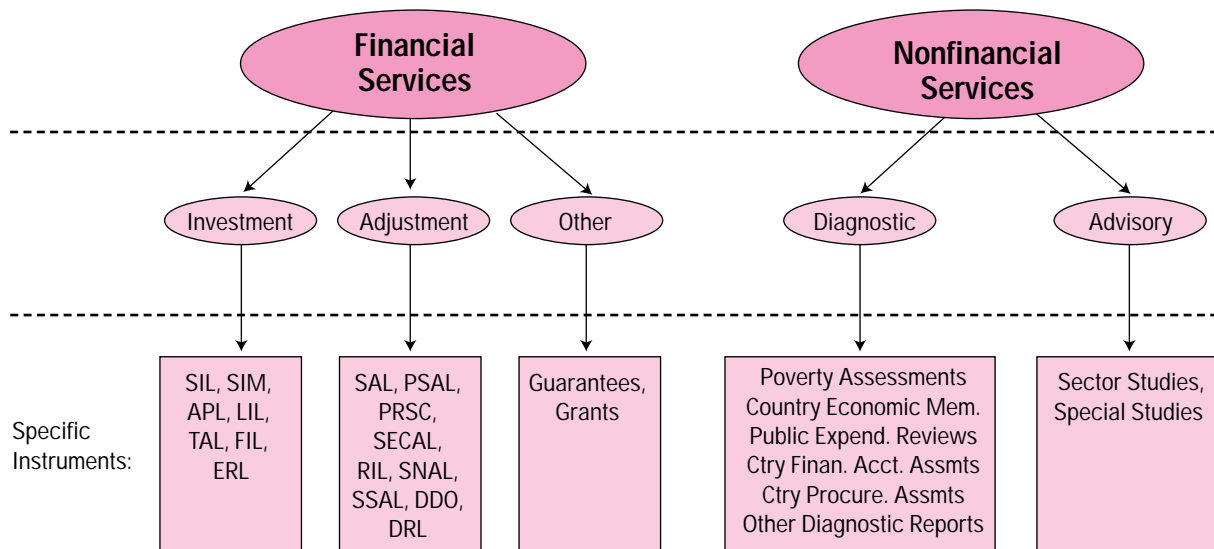 Financial
Services
Nonfinancial
Services
Investment
Adjustment
Other
Diagnostic
Advisory
Specific
Instruments:
SIL, SIM,
APL, LIL,
TAL, FIL,
ERL
SAL, PSAL,
PRSC,
SECAL,
RIL, SNAL,
SSAL, DDO,
DRL
Guarantees,
Grants
Poverty Assessments
Country Economic Mem.
Public Expend. Reviews
Ctry Finan. Acct. Assmts
Ctry Procure. Assmts
Other Diagnostic Reports
Sector Studies,
Special Studies